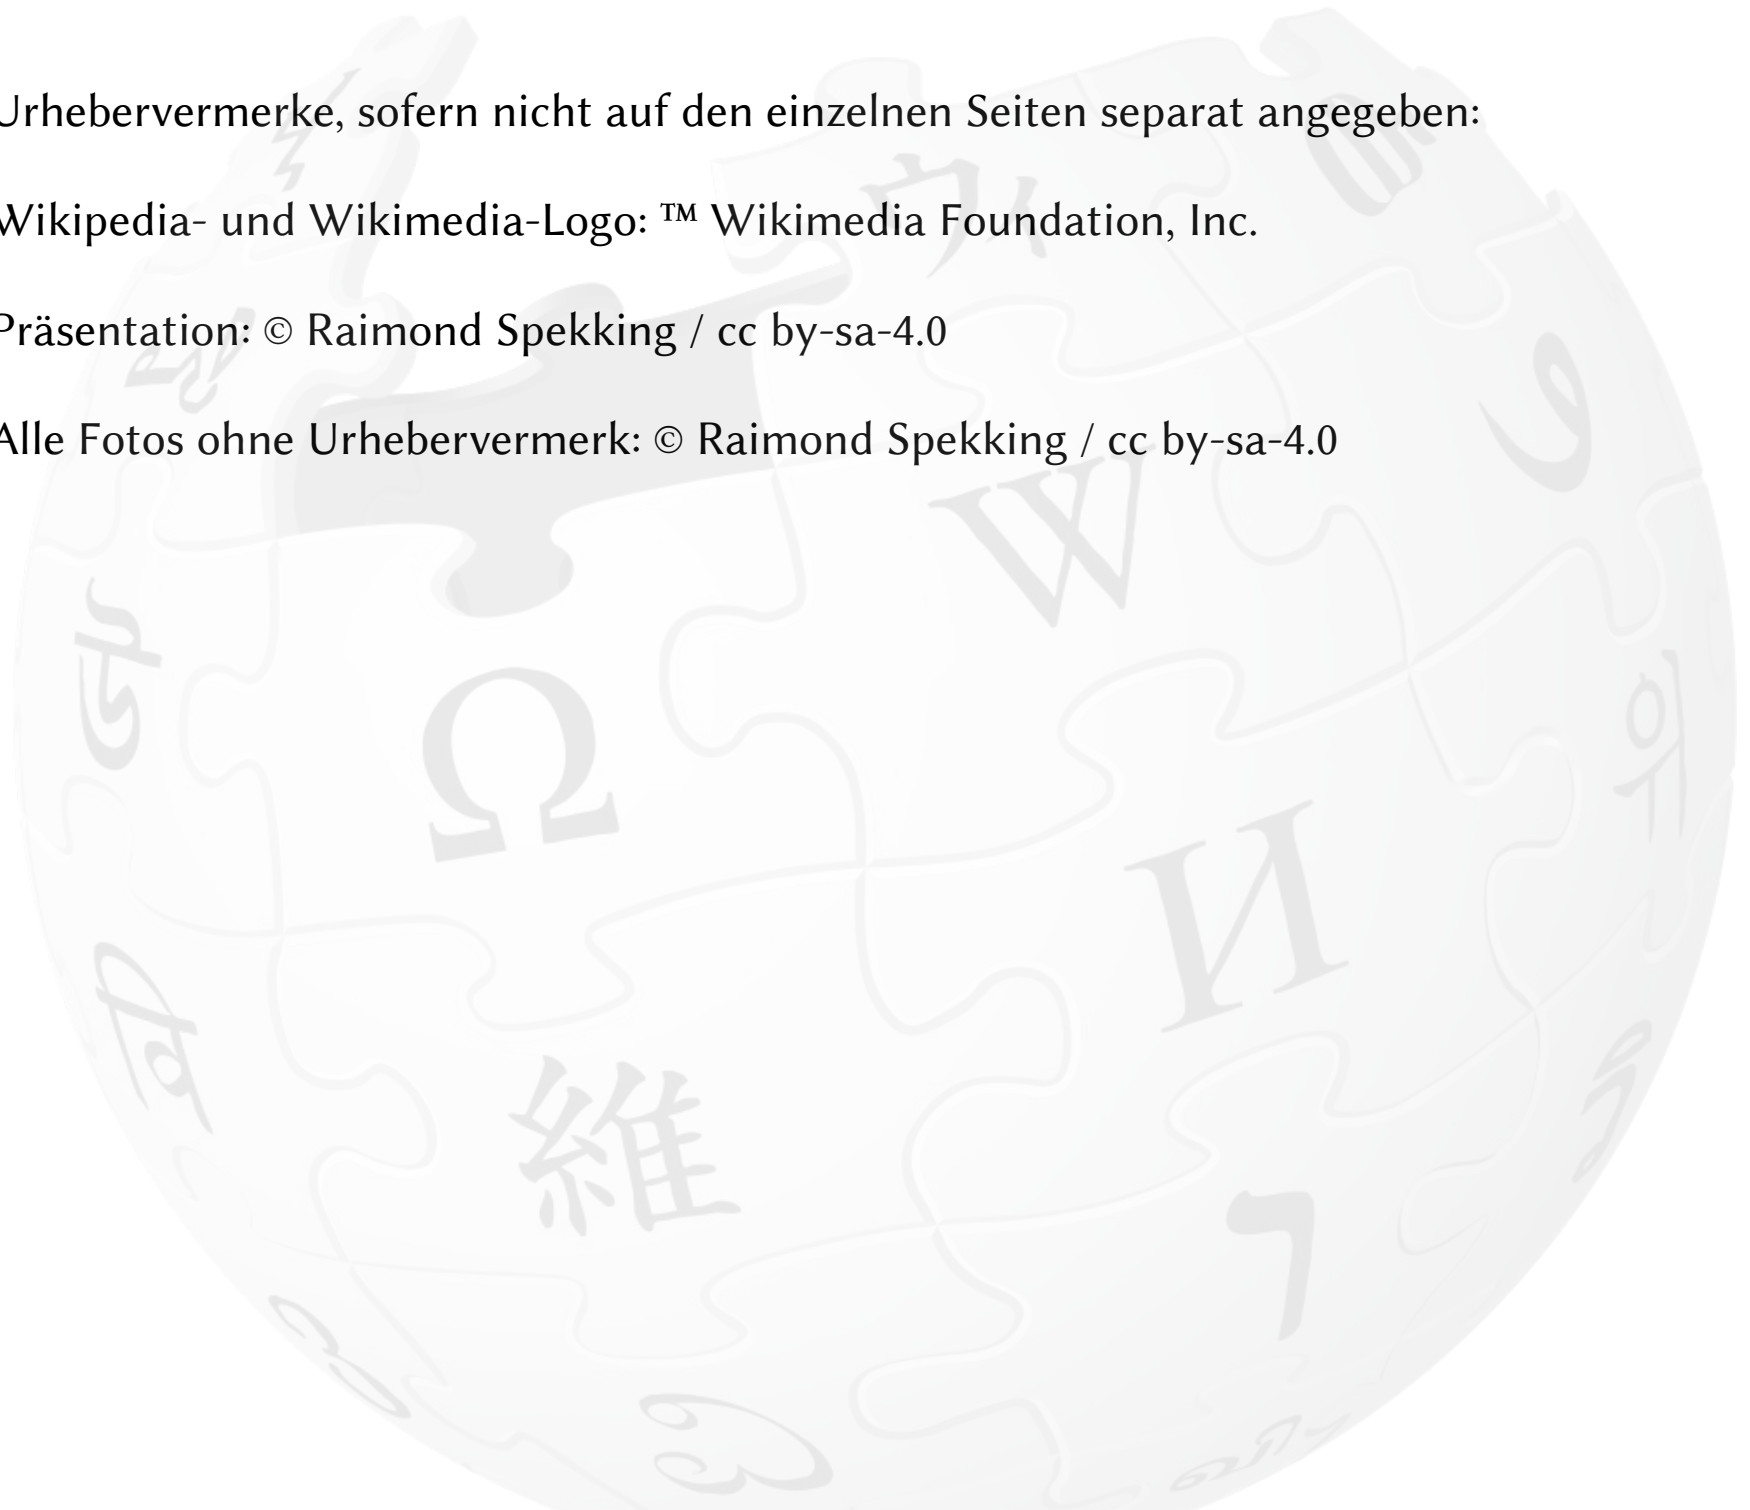 Urhebervermerke, sofern nicht auf den einzelnen Seiten separat angegeben:
Wikipedia- und Wikimedia-Logo: ™ Wikimedia Foundation, Inc.
Präsentation: © Raimond Spekking / cc by-sa-4.0
Alle Fotos ohne Urhebervermerk: © Raimond Spekking / cc by-sa-4.0
W
Ω
И
維